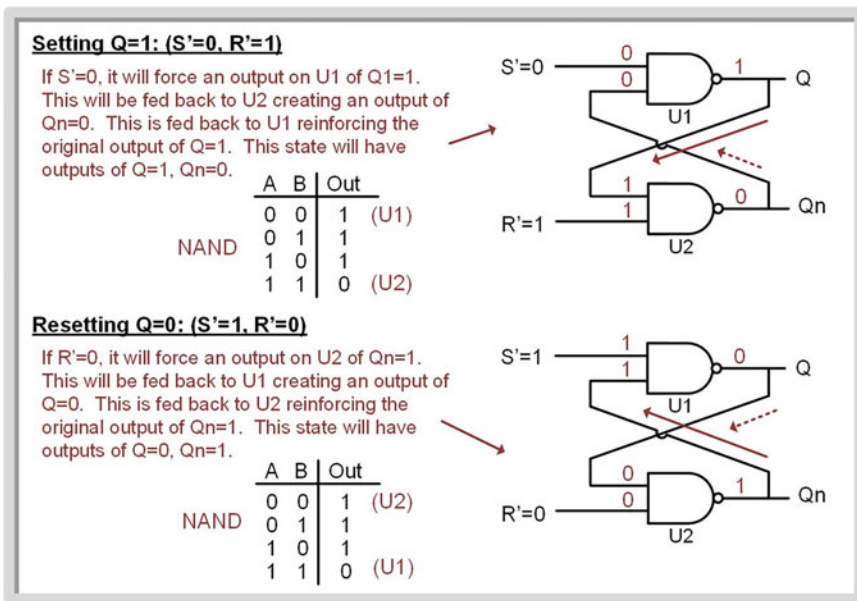 Setting Q=1: (S'=0, R'=1)
If S'=0, it will force an output on U1 of Q1=1.
This will be fed back to U2 creating an output of
Qn=0. This is fed back to U1 reinforcing the
original output of Q=1. This state will have
outputs of Q=1, Qn=0.
A B Out
0 0 1 (U1)
0 1 1
1 0 1
1 1 0 (U2)
NAND
S'=0
0
0
1
Q
U1
1
1
0
Qn
R'=1
U2
Resetting Q=0: (S'=1, R'=0)
If R'=0, it will force an output on U2 of Qn=1.
This will be fed back to U1 creating an output of
Q=0. This is fed back to U2 reinforcing the
original output of Qn=1. This state will have
outputs of Q=0, Qn=1.
A B Out
0 0 1 (U2)
0 1 1
1 0 1
1 1 0 (U1)
NAND
S'=1
1
1
0
Q
U1
0
0
1
Qn
R'=0
U2